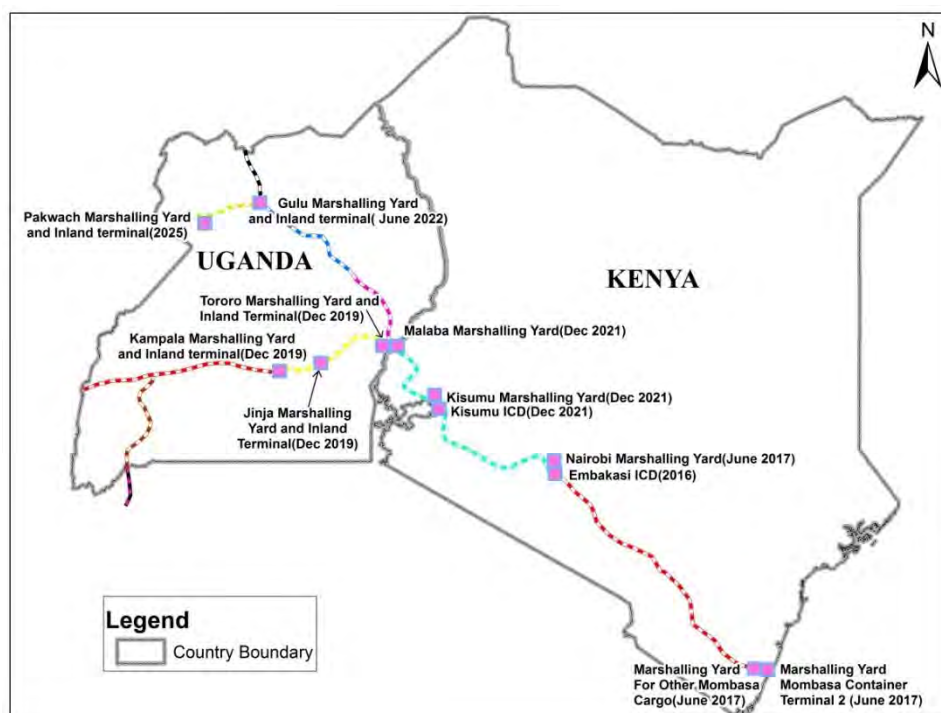 N
Pakwach Marshalling Yard
and Inland terminal(2025)
Gulu Marshalling Yard
and Inland terminal( June 2022)
UGANDA
KENYA
Tororo Marshalling Yard and
Inland Terminal(Dec 2019)
Malaba Marshalling Yard(Dec 2021)
Kampala Marshalling Yard
and Inland terminal(Dec 2019)
Jinja Marshalling
Yard and Inland
Terminal(Dec 2019)
Kisumu Marshalling Yard(Dec 2021)
Kisumu ICD(Dec 2021)
Nairobi Marshalling Yard(June 2017)
Embakasi ICD(2016)
Legend
Country Boundary
Marshalling Yard
For Other Mombasa
Cargo(June 2017)
Marshalling Yard
Mombasa Container
Terminal 2 (June 2017)